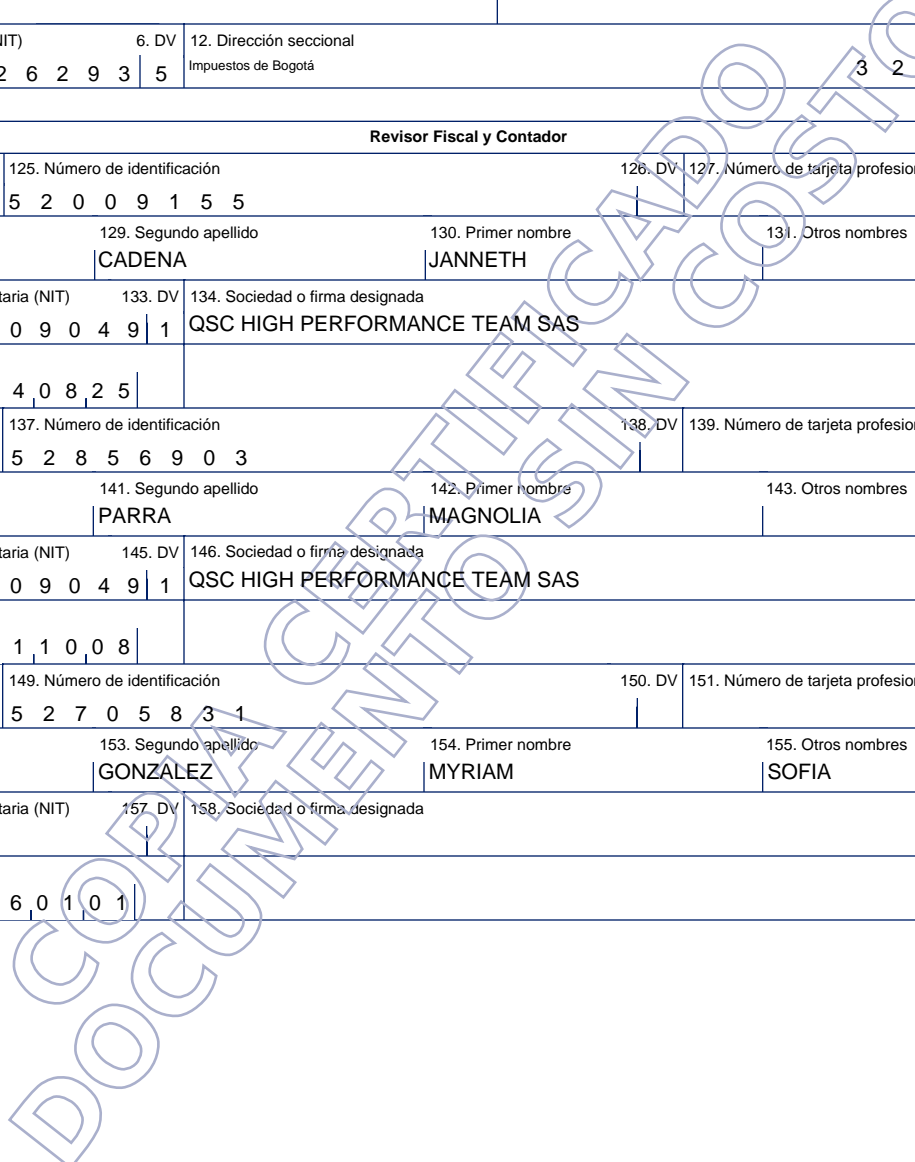 NIT) 6. DV 12. Dirección seccional
2 6 2 9 3 5 Impuestos de Bogotá 3 2
Revisor Fiscal y Contador
125. Número de identificación 126. DV 127. Número de tarjeta profesion
5 2 0 0 9 1 5 5
129. Segundo apellido 130. Primer nombre 131. Otros nombres
CADENA JANNETH
taria (NIT) 133. DV 134. Sociedad o firma designada
0 9 0 4 9 1 QSC HIGH PERFORMANCE TEAM SAS
4 0 8 2 5
137. Número de identificación 138. DV 139. Número de tarjeta profesion
5 2 8 5 6 9 0 3
141. Segundo apellido 142. Primer nombre 143. Otros nombres
PARRA MAGNOLIA
taria (NIT) 145. DV 146. Sociedad o firma designada
0 9 0 4 9 1 QSC HIGH PERFORMANCE TEAM SAS
1 1 0 0 8
149. Número de identificación 150. DV 151. Número de tarjeta profesion
5 2 7 0 5 8 3 1
153. Segundo apellido 154. Primer nombre 155. Otros nombres
GONZALEZ MYRIAM SOFIA
taria (NIT) 157. DV 158. Sociedad o firma designada
6 0 1 0 1
COPIA CERTIFICADO
DOCUMENTO SIN COSTO